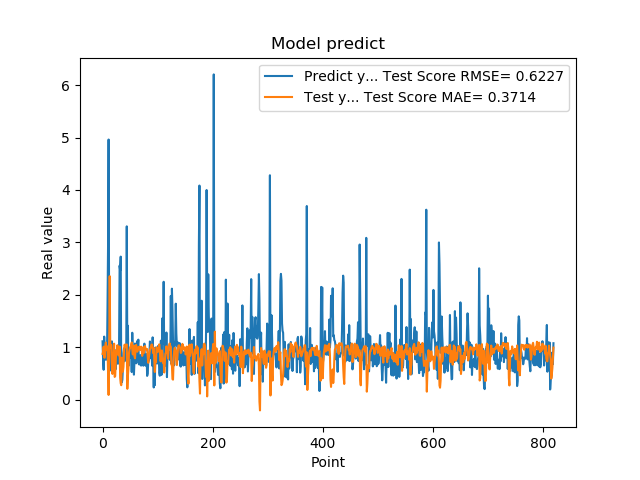 Model predict
Predict y... Test Score RMSE= 0.6227
Test y... Test Score MAE= 0.3714
Real value
6
5
4
3
2
1
0
0 200 400 600 800
Point